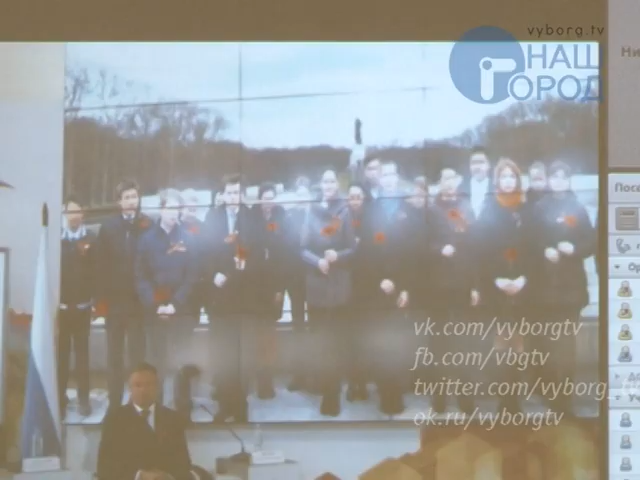 vyborg.tv
НАШ
ГОРОД
vk.com/vyborgtv
fb.com/vbgtv
twitter.com/vyborg_
ok.ru/vyborgtv